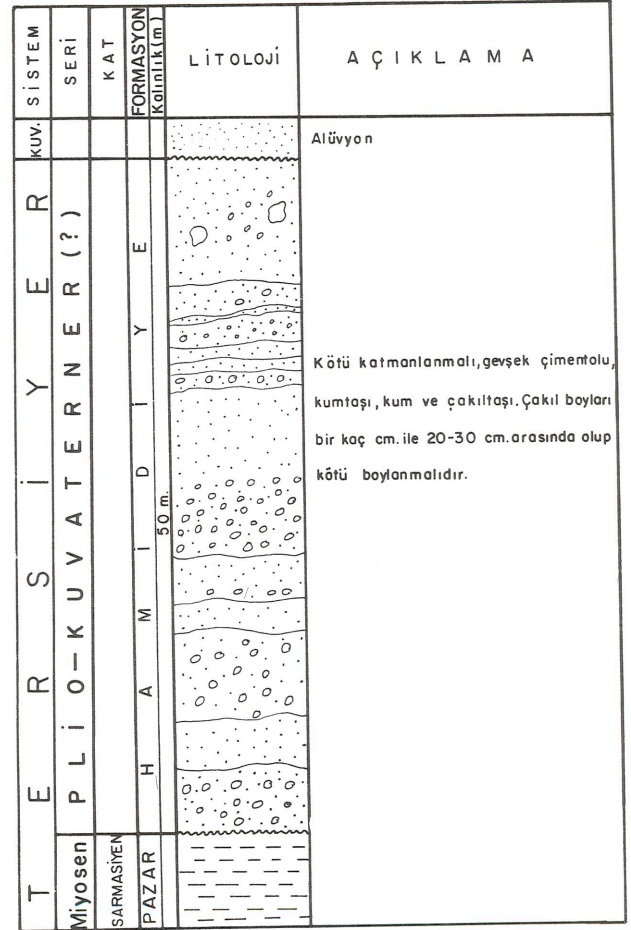 SİSTEM
SERİ
KAT
FORMASYON
Kalınlık(m)
LİTOLOJİ
AÇIKLAMA
KUV.
Alüvyon
TERSİYER
PLİO-KUVATERNER(?)
HAMİDİYE
50 m.
Kötü katmanlanmalı, gevşek çimentolu,
kumtaşı, kum ve çakıltaşı. Çakıl boyları
bir kaç cm. ile 20-30 cm. arasında olup
kötü boylanmalıdır.
Miyosen
SARMASİYEN
PAZAR